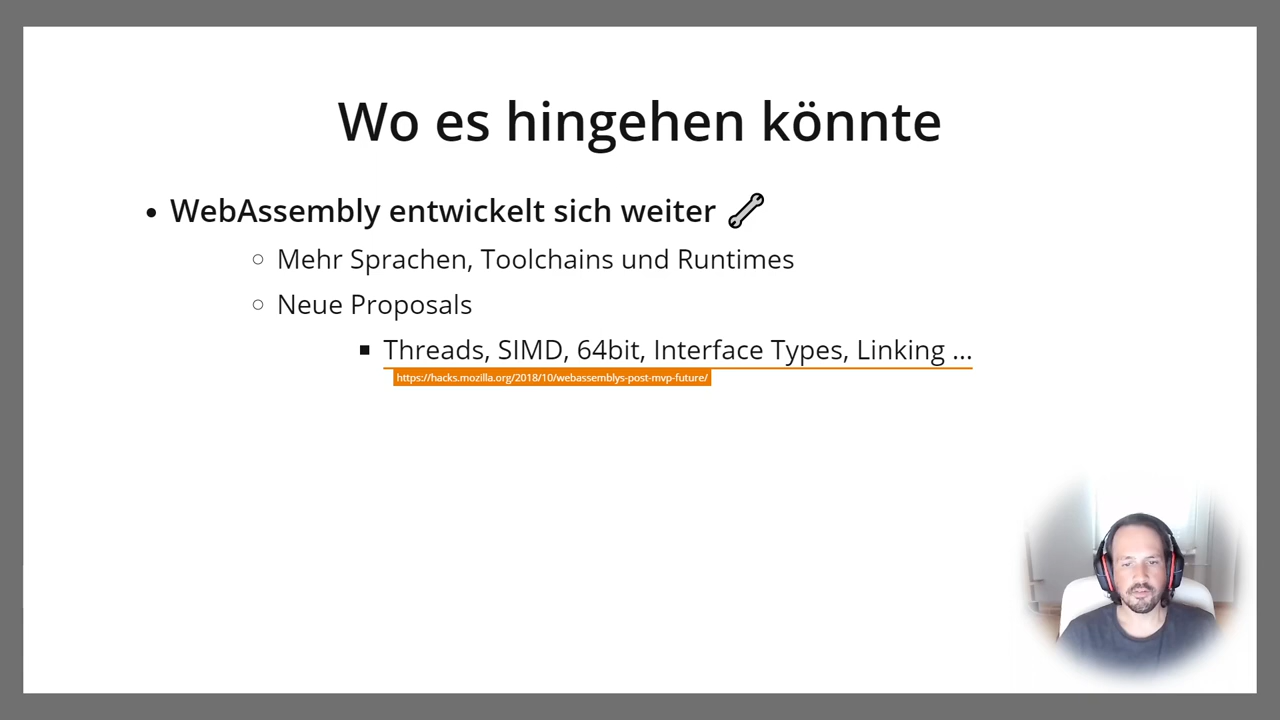 Wo es hingehen könnte
WebAssembly entwickelt sich weiter
Mehr Sprachen, Toolchains und Runtimes
Neue Proposals
Threads, SIMD, 64bit, Interface Types, Linking ...
https://hacks.mozilla.org/2018/10/webassemblys-post-mvp-future/